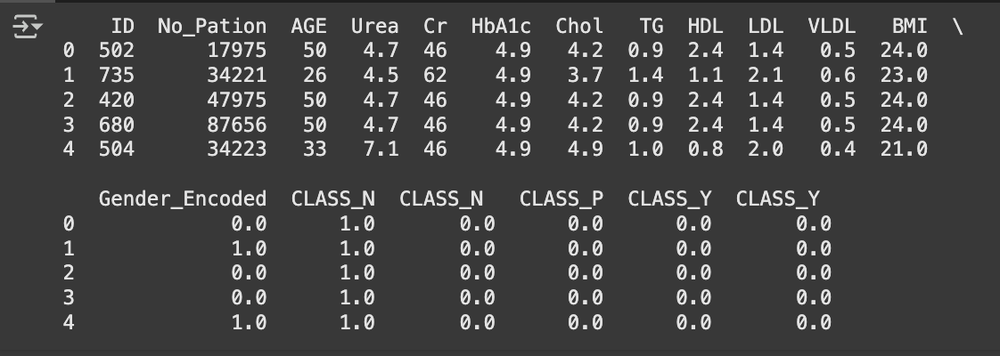 ID No_Pation AGE Urea Cr HbA1c Chol TG HDL LDL VLDL BMI \
0 502 17975 50 4.7 46 4.9 4.2 0.9 2.4 1.4 0.5 24.0
1 735 34221 26 4.5 62 4.9 3.7 1.4 1.1 2.1 0.6 23.0
2 420 47975 50 4.7 46 4.9 4.2 0.9 2.4 1.4 0.5 24.0
3 680 87656 50 4.7 46 4.9 4.2 0.9 2.4 1.4 0.5 24.0
4 504 34223 33 7.1 46 4.9 4.9 1.0 0.8 2.0 0.4 21.0
Gender_Encoded CLASS_N CLASS_N CLASS_P CLASS_Y CLASS_Y
0 0.0 1.0 0.0 0.0 0.0 0.0
1 1.0 1.0 0.0 0.0 0.0 0.0
2 0.0 1.0 0.0 0.0 0.0 0.0
3 0.0 1.0 0.0 0.0 0.0 0.0
4 1.0 1.0 0.0 0.0 0.0 0.0